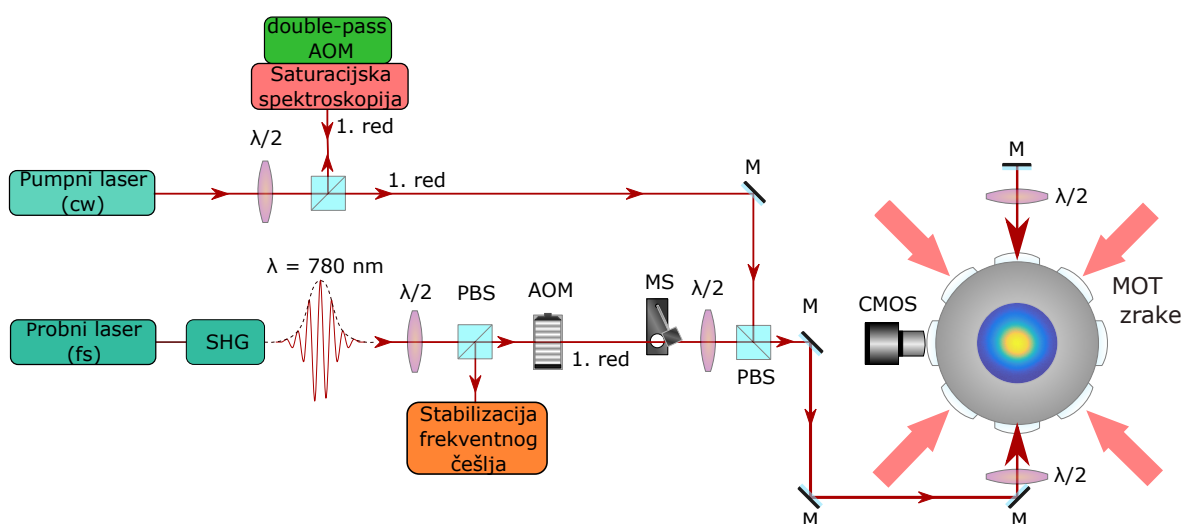 double-pass
AOM
Saturacijska
spektroskopija
1. red
λ/2
Pumpni laser
(cw)
1. red
M
M
λ/2
MOT
zrake
λ = 780 nm
λ/2
PBS
AOM
MS
λ/2
M
CMOS
Probni laser
(fs)
SHG
1. red
PBS
Stabilizacija
frekventnog
češlja
λ/2
M
M